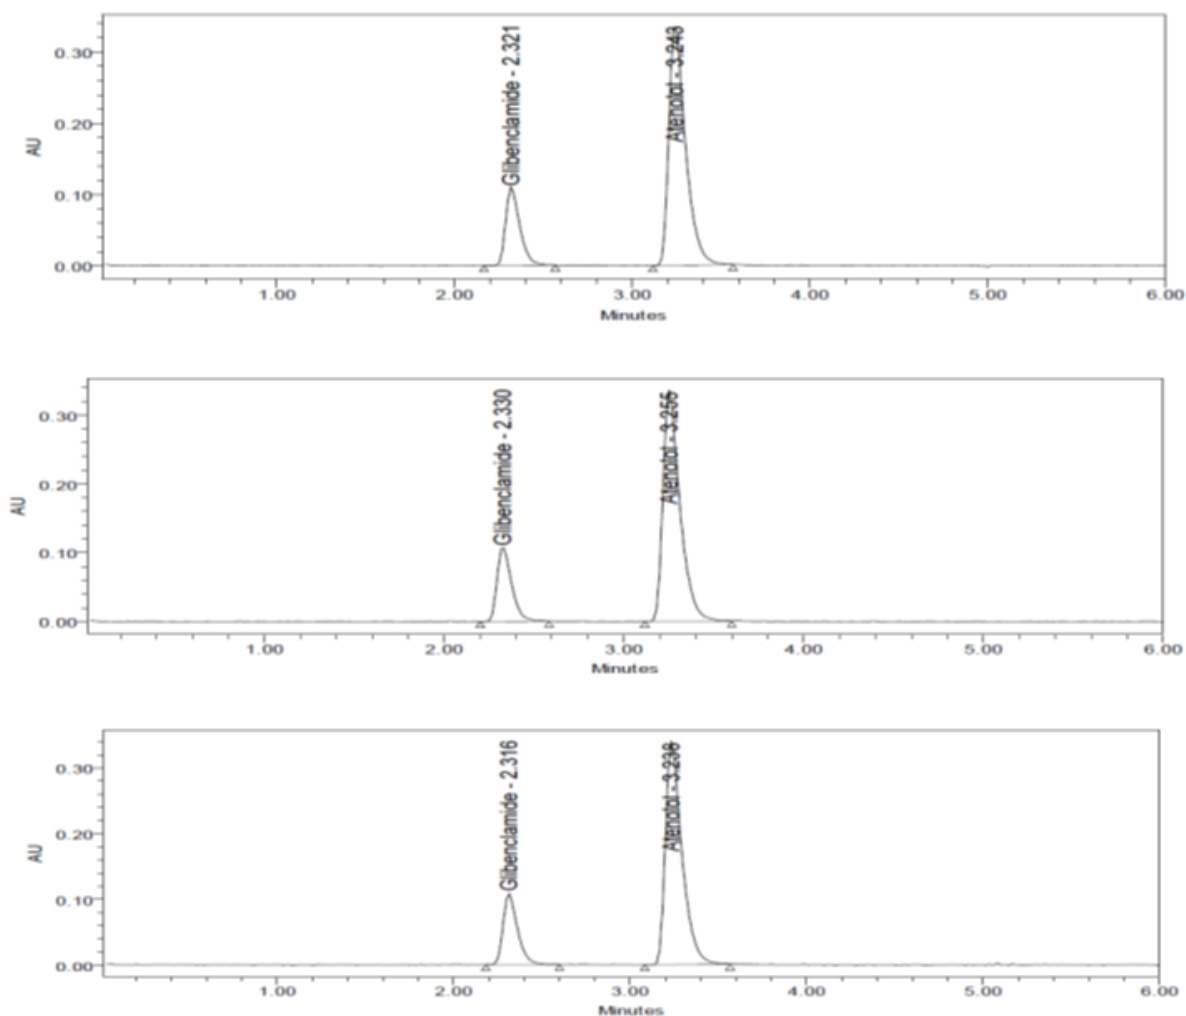 Glibenclamide - 2.321
Atenolol - 3.243
0.30
0.20
0.10
0.00
AU
1.00 2.00 3.00 4.00 5.00 6.00
Minutes
Glibenclamide - 2.330
Atenolol - 3.255
0.30
0.20
0.10
0.00
AU
1.00 2.00 3.00 4.00 5.00 6.00
Minutes
Glibenclamide - 2.316
Atenolol - 3.238
0.30
0.20
0.10
0.00
AU
1.00 2.00 3.00 4.00 5.00 6.00
Minutes